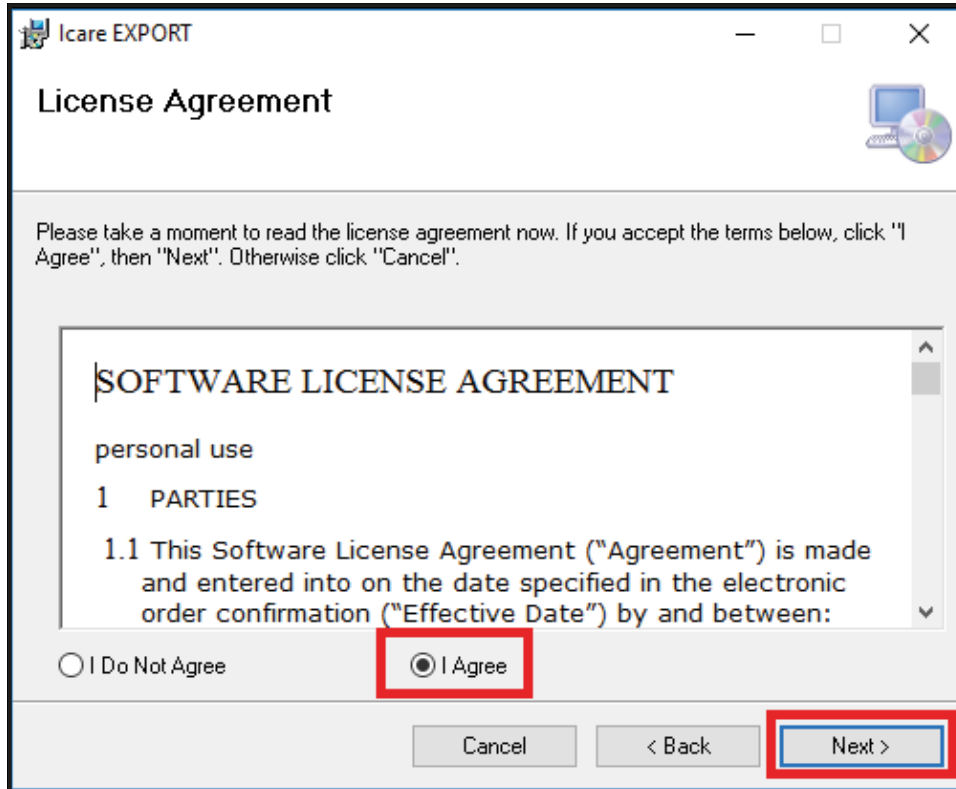 Icare EXPORT
License Agreement
Please take a moment to read the license agreement now. If you accept the terms below, click "I
Agree", then "Next". Otherwise click "Cancel".
SOFTWARE LICENSE AGREEMENT
personal use
1 PARTIES
1.1 This Software License Agreement (“Agreement”) is made
and entered into on the date specified in the electronic
order confirmation (“Effective Date”) by and between:
I Do Not Agree
I Agree
Cancel
< Back
Next >